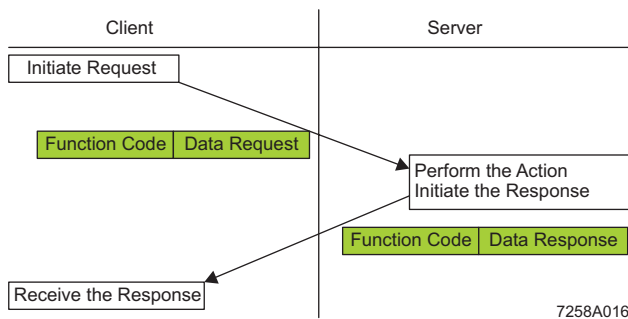 Client
Server
Initiate Request
Function Code
Data Request
Perform the Action
Initiate the Response
Function Code
Data Response
Receive the Response
7258A016